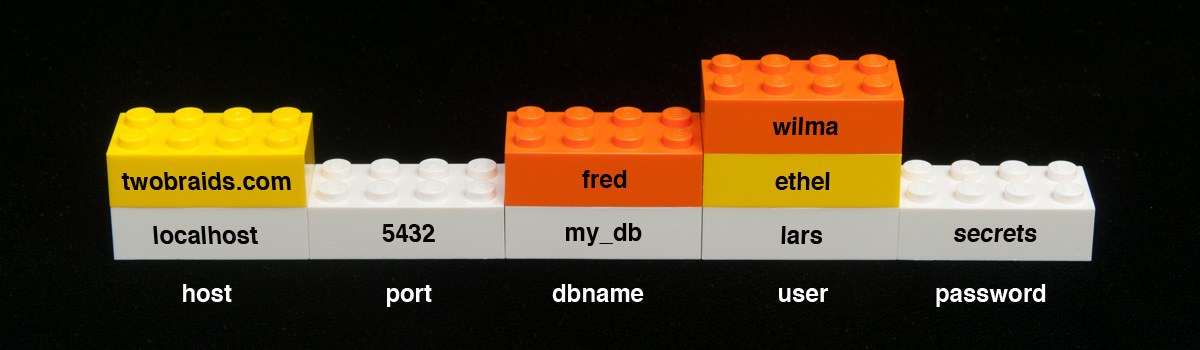 wilma
twobraids.com fred ethel
localhost 5432 my_db lars secrets
host port dbname user password